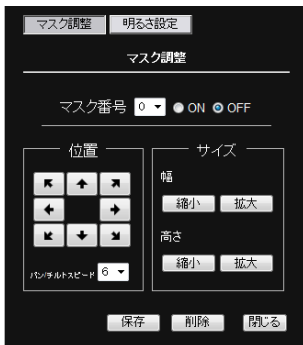 マスク調整 明るさ設定
マスク調整
マスク番号 0 ON OFF
位置 サイズ
幅
縮小 拡大
高さ
縮小 拡大
パン/チルトスピード 6
保存 削除 閉じる